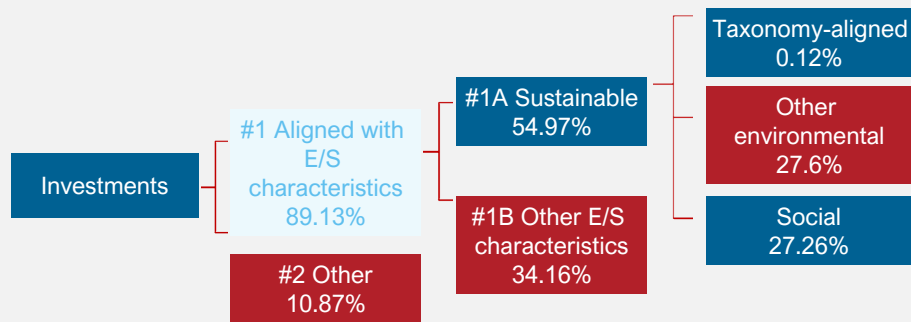 Investments
#1 Aligned with
E/S
characteristics
89.13%
#2 Other
10.87%
#1A Sustainable
54.97%
#1B Other E/S
characteristics
34.16%
Taxonomy-aligned
0.12%
Other
environmental
27.6%
Social
27.26%